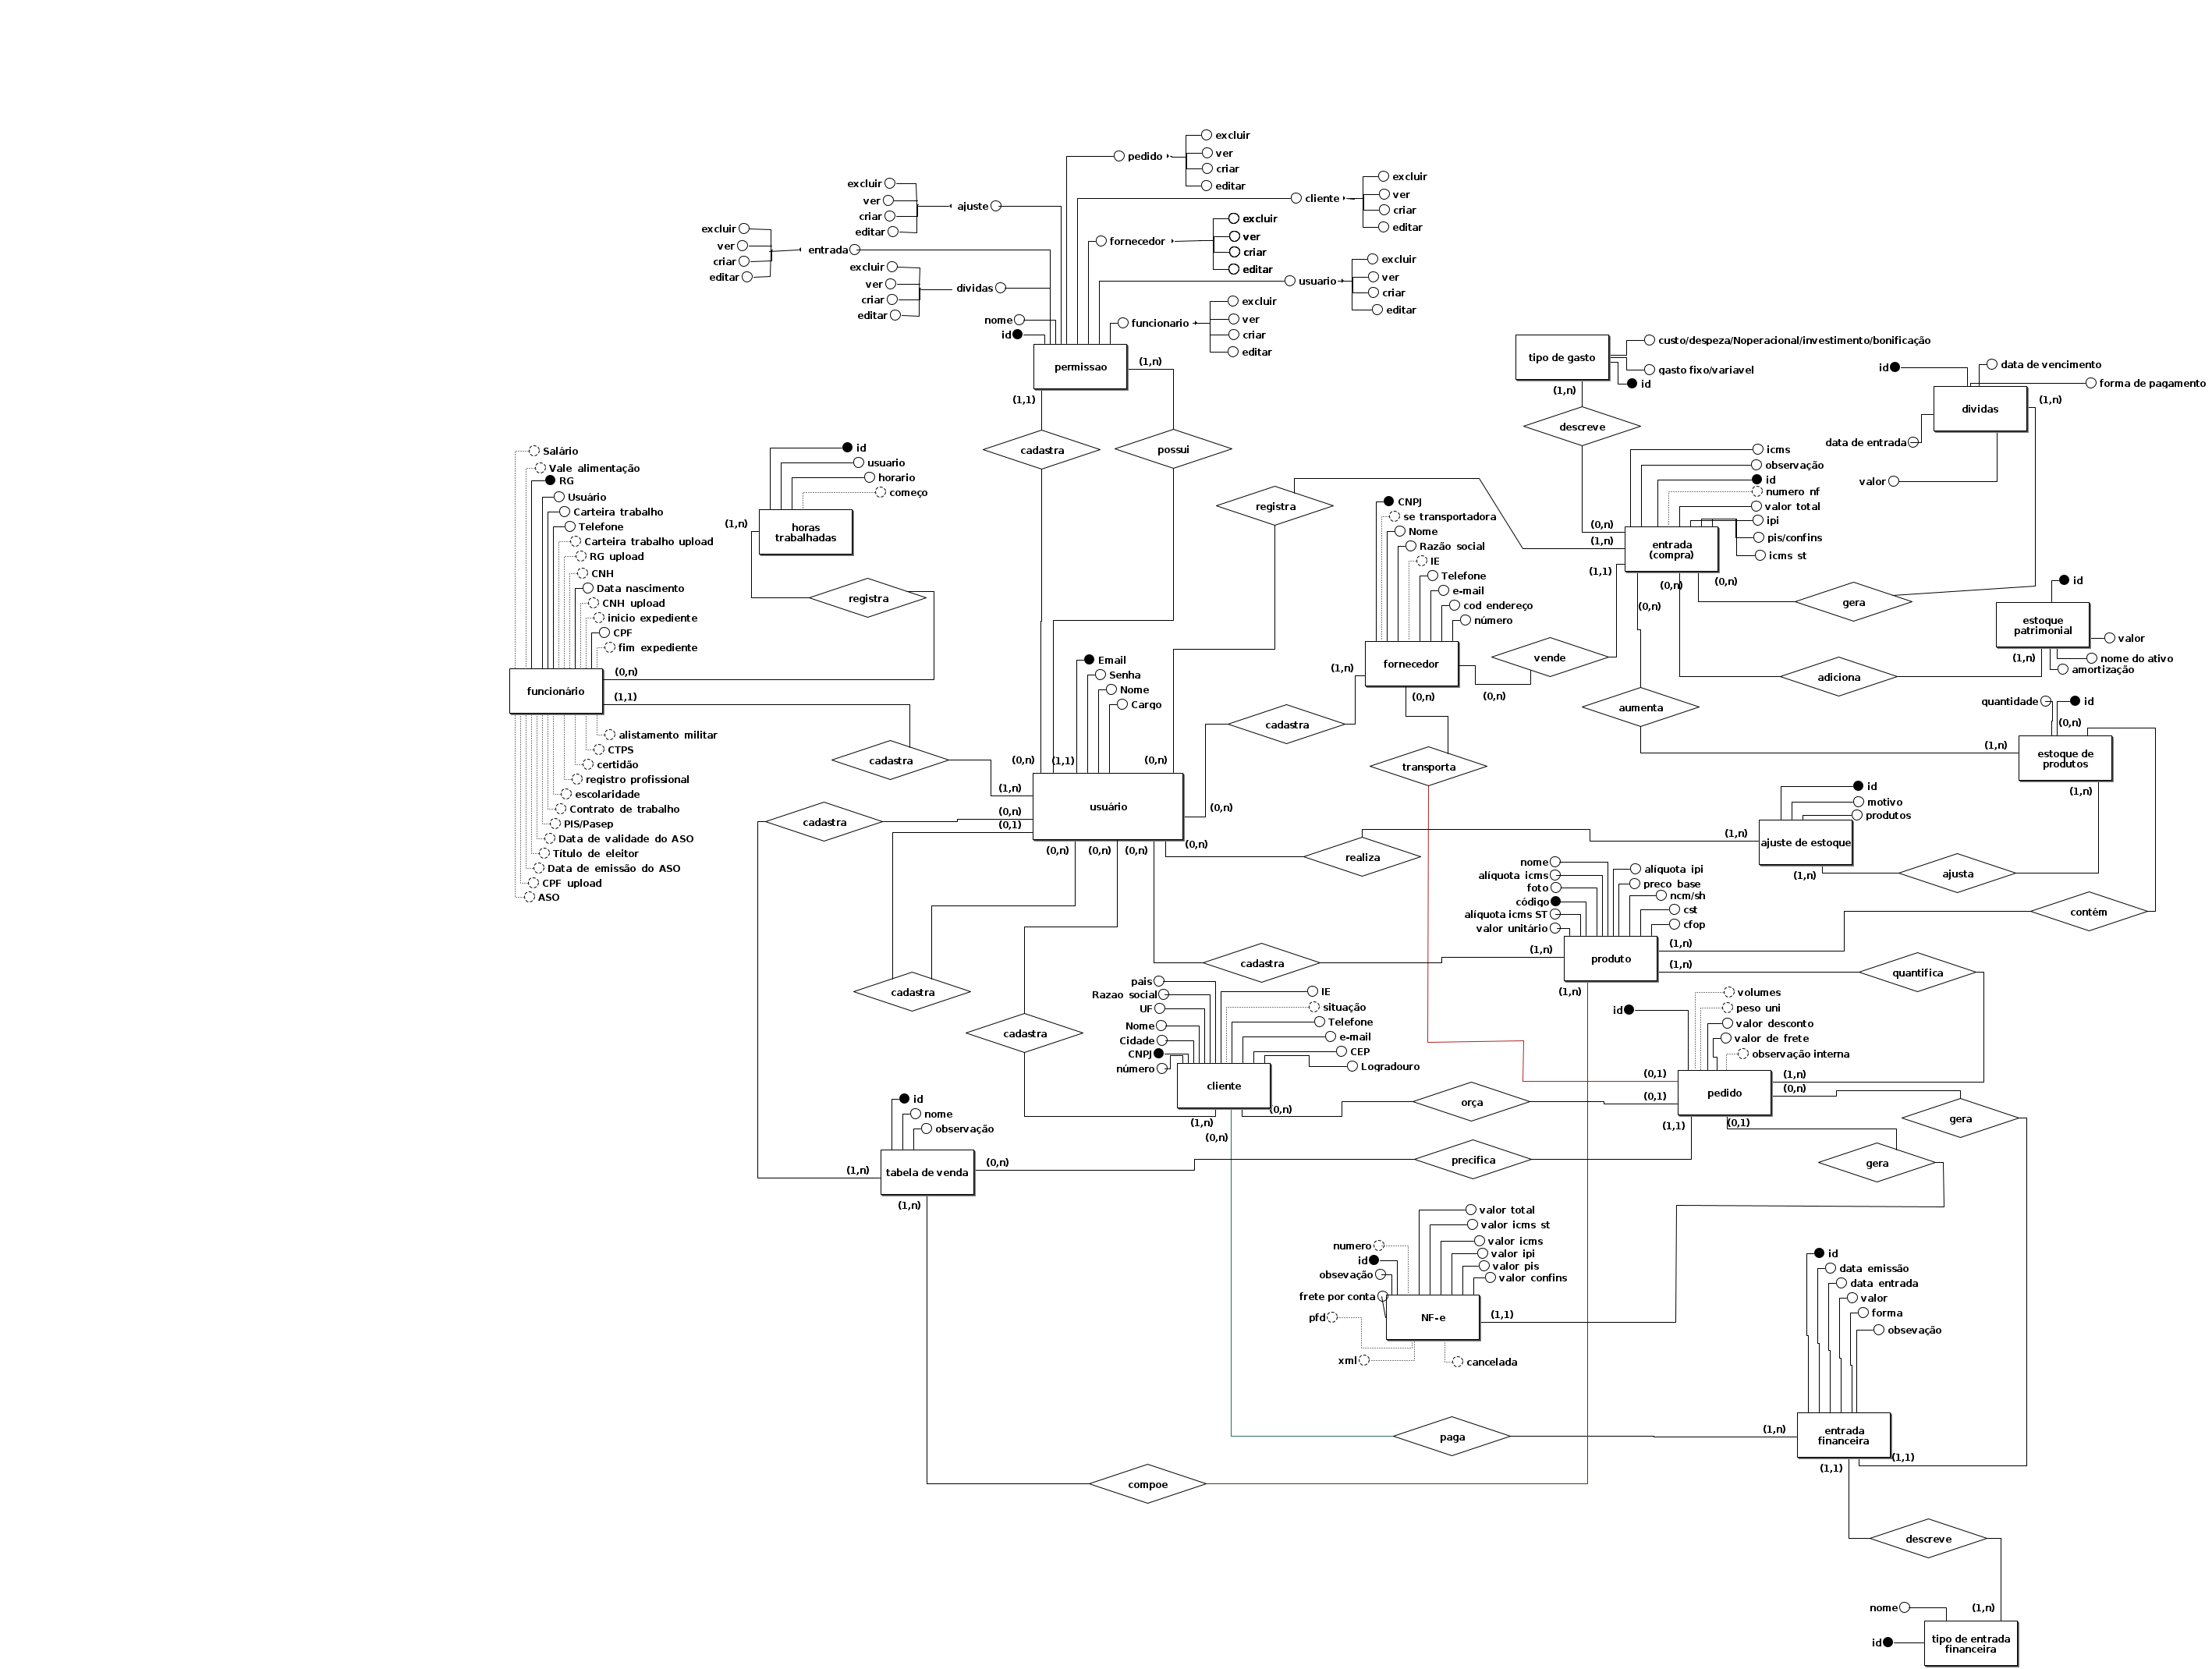 excluir
pedido
ver
criar
editar
excluir
ver
ajuste
criar
editar
excluir
cliente
ver
criar
editar
excluir
ver
entrada
criar
editar
excluir
fornecedor
ver
criar
editar
excluir
ver
dívidas
criar
editar
excluir
usuario
ver
criar
editar
excluir
funcionario
ver
criar
editar
nome
id
permissao
(1,n)
(1,1)
cadastra
possui
tipo de gasto
custo/despeza/Noperacional/investimento/bonificação
gasto fixo/variavel
id
(1,n)
descreve
id
data de vencimento
forma de pagamento
dividas
(1,n)
data de entrada
valor
Salário
Vale alimentação
RG
Usuário
Carteira trabalho
Telefone
Carteira trabalho upload
RG upload
CNH
Data nascimento
CNH upload
inicio expediente
CPF
fim expediente
funcionário
(0,n)
(1,1)
alistamento militar
CTPS
certidão
registro profissional
escolaridade
Contrato de trabalho
PIS/Pasep
Data de validade do ASO
Título de eleitor
Data de emissão do ASO
CPF upload
ASO
id
usuario
horario
começo
(1,n)
horas
trabalhadas
registra
registra
CNPJ
se transportadora
Nome
Razão social
IE
Telefone
e-mail
cod endereço
número
fornecedor
(1,n)
(0,n)
(0,n)
vende
icms
observação
id
numero nf
valor total
ipi
pis/confins
icms st
(0,n)
(1,n)
(1,1)
entrada
(compra)
(0,n)
(0,n)
(0,n)
gera
id
estoque
patrimonial
valor
nome do ativo
amortização
(1,n)
adiciona
aumenta
quantidade
id
(0,n)
(1,n)
estoque de
produtos
(1,n)
Email
Senha
Nome
Cargo
cadastra
cadastra
transporta
(0,n)
(1,1)
(0,n)
(1,n)
(0,n)
(0,1)
usuário
(0,n)
(0,n)
(0,n)
(0,n)
(0,n)
cadastra
realiza
id
motivo
produtos
(1,n)
ajuste de estoque
(1,n)
ajusta
contém
nome
alíquota icms
foto
código
alíquota icms ST
valor unitário
alíquota ipi
preco base
ncm/sh
cst
cfop
(1,n)
produto
(1,n)
(1,n)
(1,n)
quantifica
cadastra
cadastra
cadastra
pais
Razao social
UF
Nome
Cidade
CNPJ
número
IE
situação
Telefone
e-mail
CEP
Logradouro
cliente
(1,n)
(0,n)
(0,n)
orça
id
volumes
peso uni
valor desconto
valor de frete
observação interna
(0,1)
(0,1)
pedido
(1,n)
(0,n)
(1,1)
(0,1)
gera
gera
precifica
id
nome
observação
(1,n)
tabela de venda
(0,n)
(1,n)
valor total
valor icms st
valor icms
valor ipi
valor pis
valor confins
numero
id
obsevação
frete por conta
pfd
xml
NF-e
(1,1)
cancelada
id
data emissão
data entrada
valor
forma
obsevação
paga
(1,n)
entrada
financeira
(1,1)
(1,1)
compoe
descreve
nome
(1,n)
id
tipo de entrada
financeira